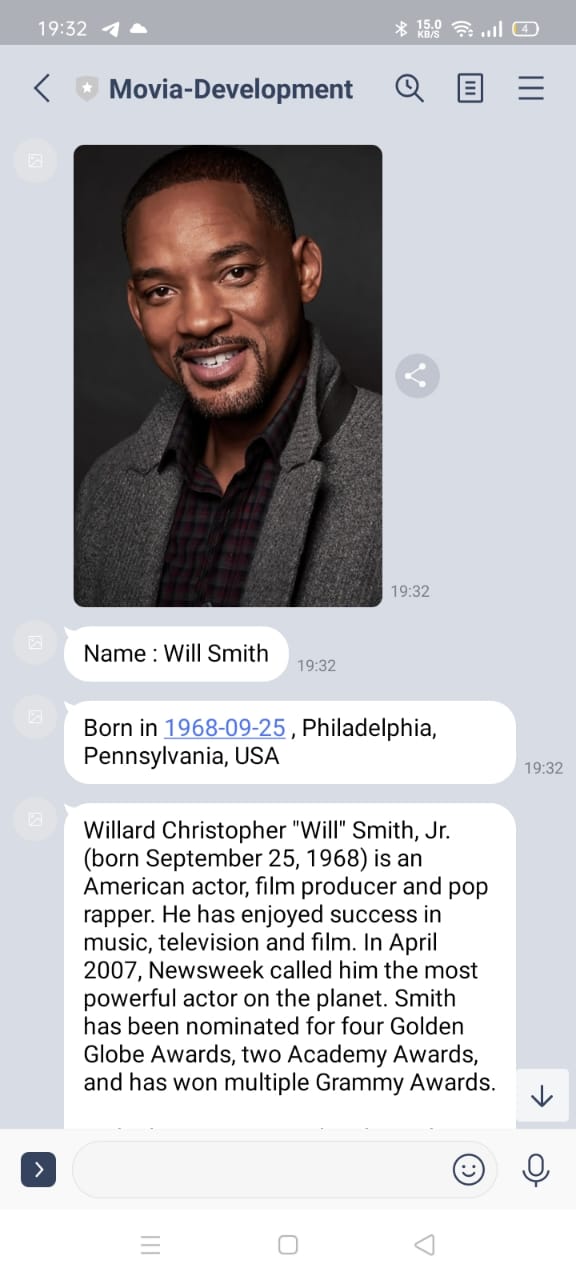 19:32
15.0
KB/S
4
Movia-Development
19:32
Name : Will Smith
19:32
Born in 1968-09-25 , Philadelphia,
Pennsylvania, USA
19:32
Willard Christopher "Will" Smith, Jr.
(born September 25, 1968) is an
American actor, film producer and pop
rapper. He has enjoyed success in
music, television and film. In April
2007, Newsweek called him the most
powerful actor on the planet. Smith
has been nominated for four Golden
Globe Awards, two Academy Awards,
and has won multiple Grammy Awards.